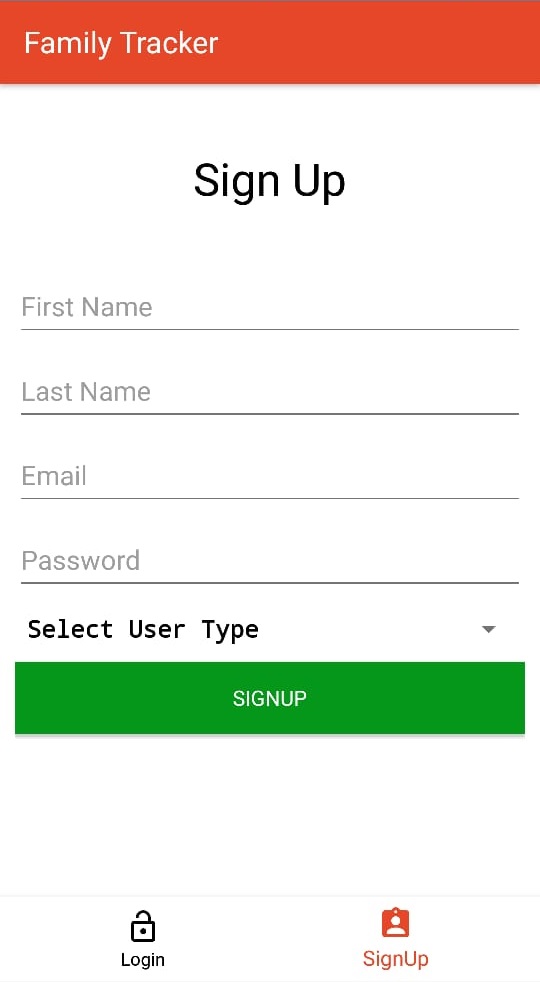 Family Tracker
Sign Up
First Name
Last Name
Email
Password
Select User Type
SIGNUP
Login
SignUp